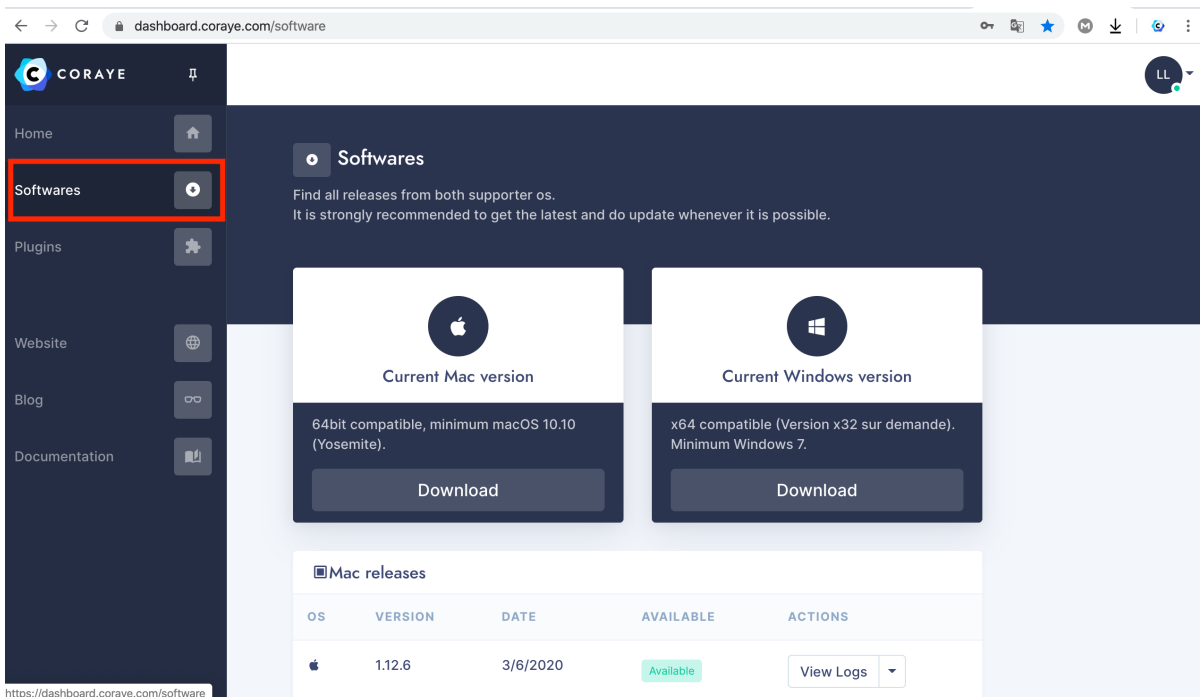 dashboard.coraye.com/software
CORAYE
LL
Home
Softwares
Plugins
Website
Blog
Documentation
Softwares
Find all releases from both supporter os.
It is strongly recommended to get the latest and do update whenever it is possible.
Current Mac version
64bit compatible, minimum macOS 10.10
(Yosemite).
Download
Current Windows version
x64 compatible (Version x32 sur demande).
Minimum Windows 7.
Download
Mac releases
OS VERSION DATE AVAILABLE ACTIONS
1.12.6 3/6/2020 Available View Logs
https://dashboard.coraye.com/software